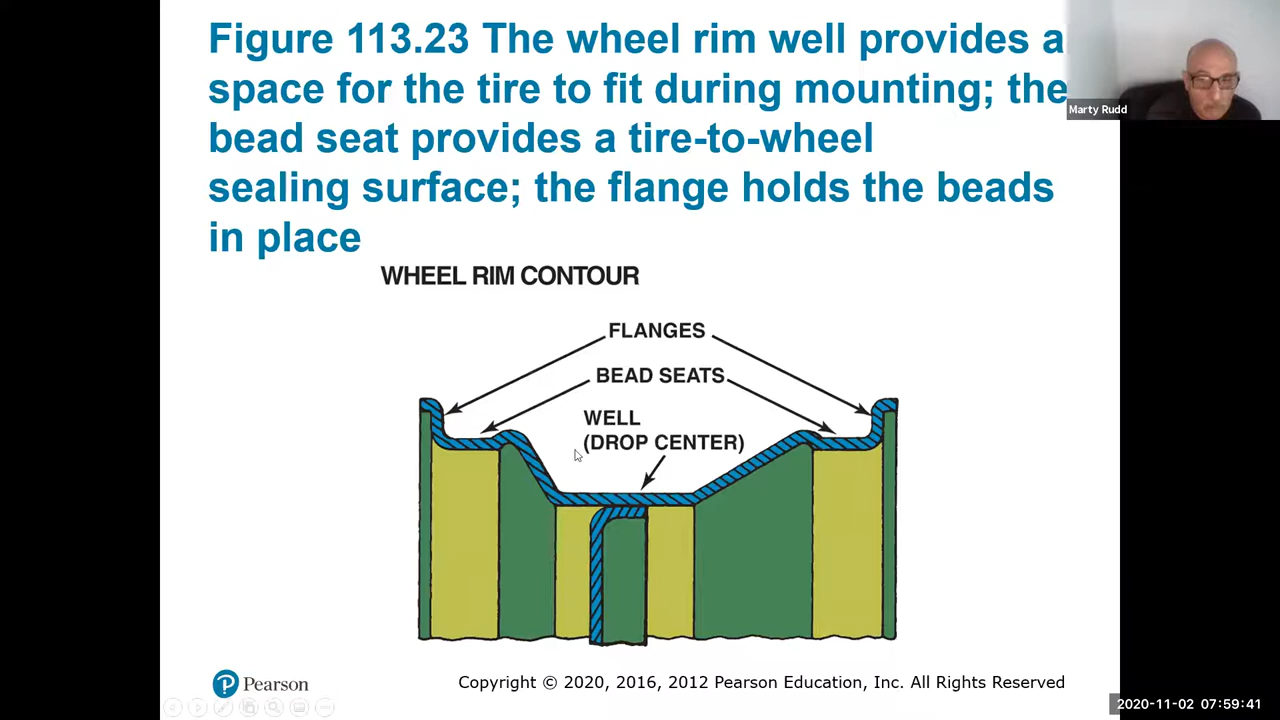 Figure 113.23 The wheel rim well provides a
space for the tire to fit during mounting; the
bead seat provides a tire-to-wheel
sealing surface; the flange holds the beads
in place
Marty Rudd
WHEEL RIM CONTOUR
FLANGES
BEAD SEATS
WELL
(DROP CENTER)
Pearson
Copyright © 2020, 2016, 2012 Pearson Education, Inc. All Rights Reserved
2020-11-02 07:59:41